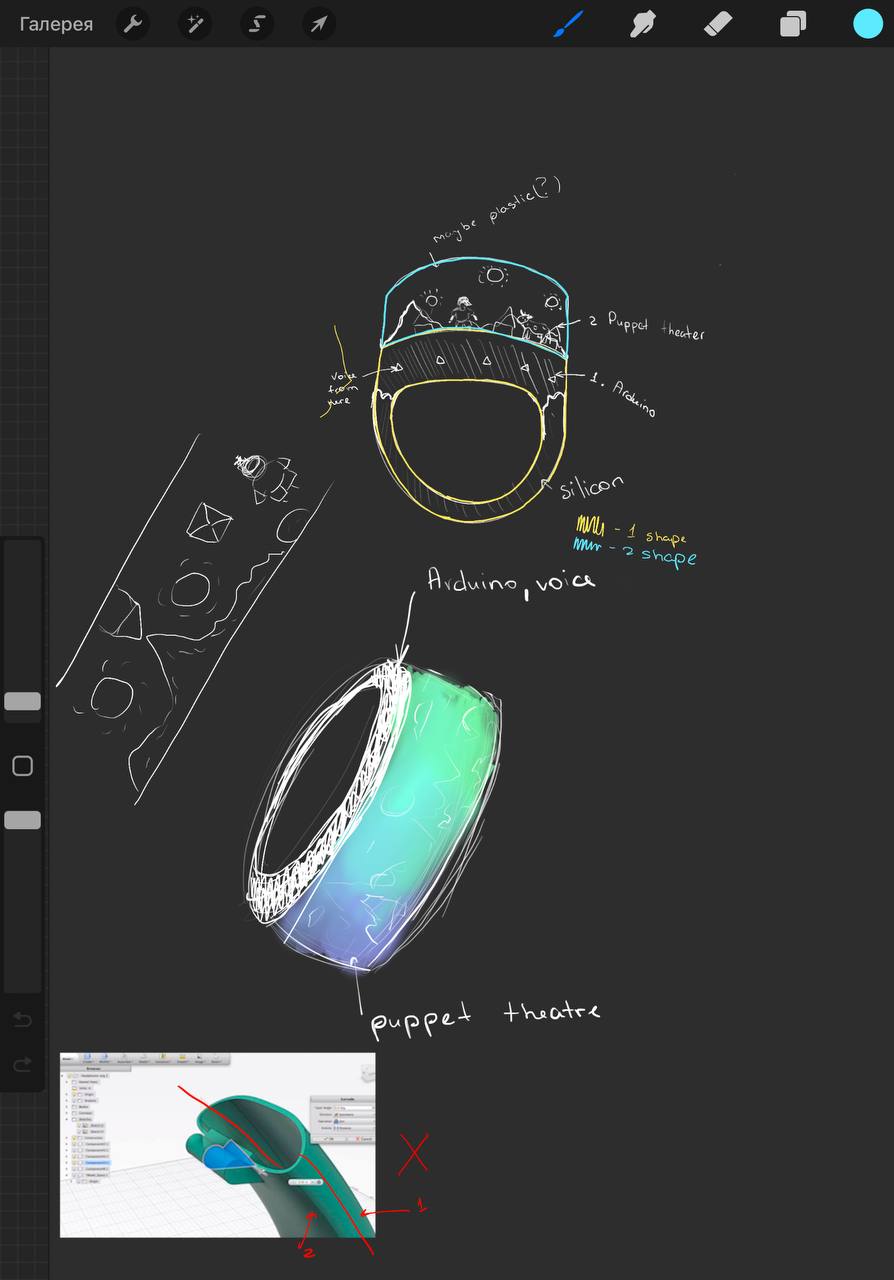 Галерея
maybe plastic(?)
2 Puppet theater
voice
from
1. Arduino
silicon
- 1 shape
- 2 shape
Arduino, voice
puppet theatre
1
2